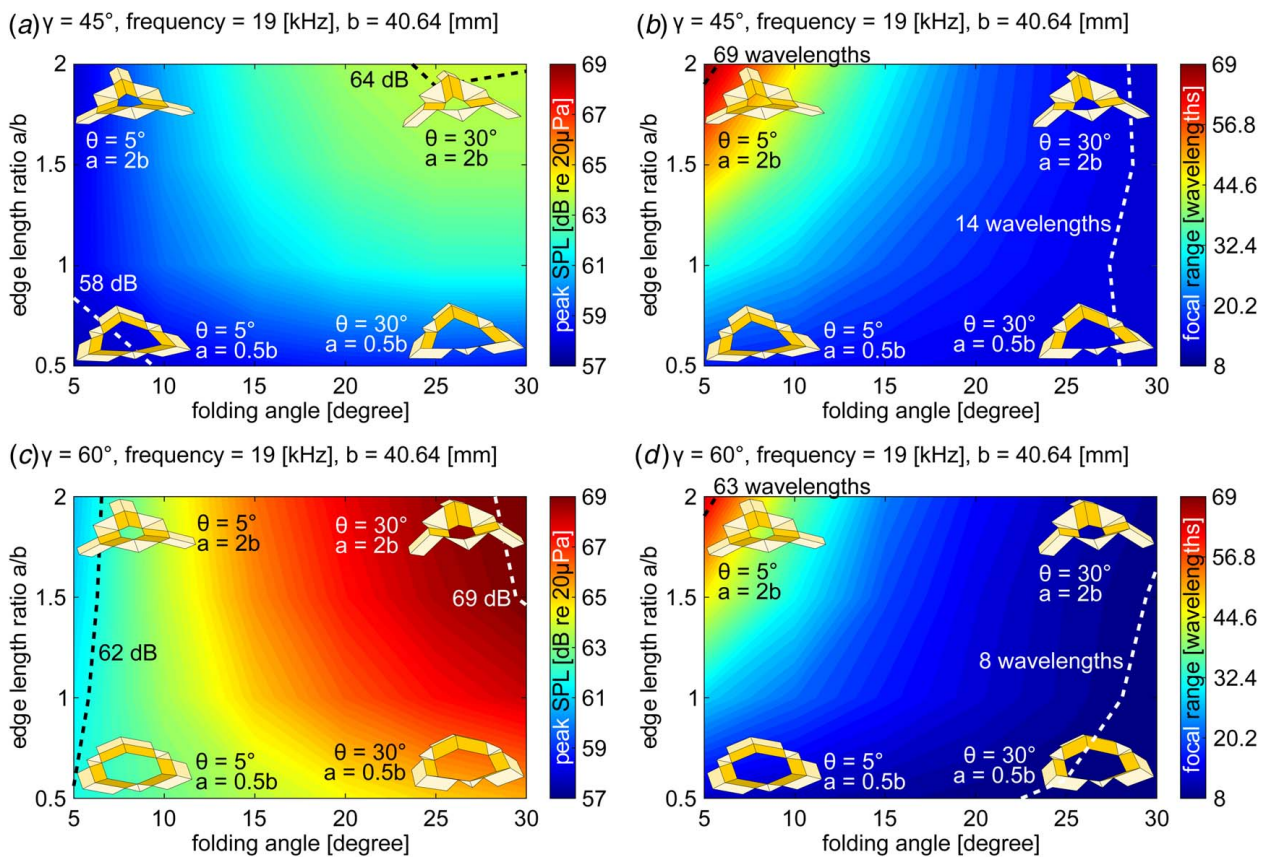 (a) γ = 45°, frequency = 19 [kHz], b = 40.64 [mm]
edge length ratio a/b
2
1.5
1
0.5
5
10
15
20
25
30
folding angle [degree]
64 dB
θ = 5°
a = 2b
θ = 30°
a = 2b
58 dB
θ = 5°
a = 0.5b
θ = 30°
a = 0.5b
69
67
65
63
61
59
57
peak SPL [dB re 20μPa]
(b) γ = 45°, frequency = 19 [kHz], b = 40.64 [mm]
69 wavelengths
edge length ratio a/b
2
1.5
1
0.5
5
10
15
20
25
30
folding angle [degree]
θ = 5°
a = 2b
θ = 30°
a = 2b
14 wavelengths
θ = 5°
a = 0.5b
θ = 30°
a = 0.5b
69
56.8
44.6
32.4
20.2
8
focal range [wavelengths]
(c) γ = 60°, frequency = 19 [kHz], b = 40.64 [mm]
edge length ratio a/b
2
1.5
1
0.5
5
10
15
20
25
30
folding angle [degree]
θ = 5°
a = 2b
θ = 30°
a = 2b
69 dB
62 dB
θ = 5°
a = 0.5b
θ = 30°
a = 0.5b
69
67
65
63
61
59
57
peak SPL [dB re 20μPa]
(d) γ = 60°, frequency = 19 [kHz], b = 40.64 [mm]
63 wavelengths
edge length ratio a/b
2
1.5
1
0.5
5
10
15
20
25
30
folding angle [degree]
θ = 5°
a = 2b
θ = 30°
a = 2b
8 wavelengths
θ = 5°
a = 0.5b
θ = 30°
a = 0.5b
69
56.8
44.6
32.4
20.2
8
focal range [wavelengths]